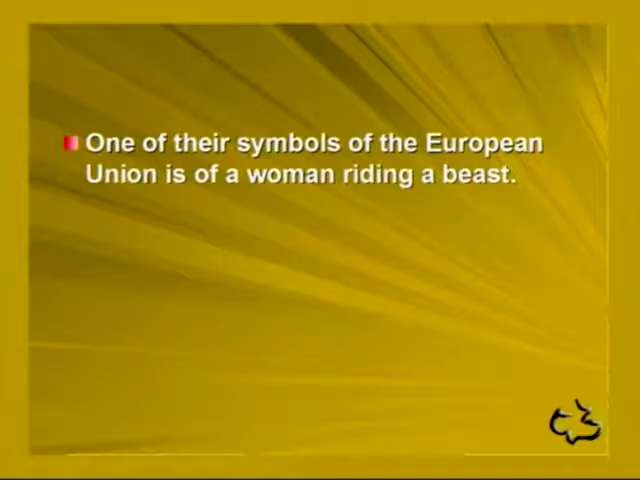 One of their symbols of the European
Union is of a woman riding a beast.